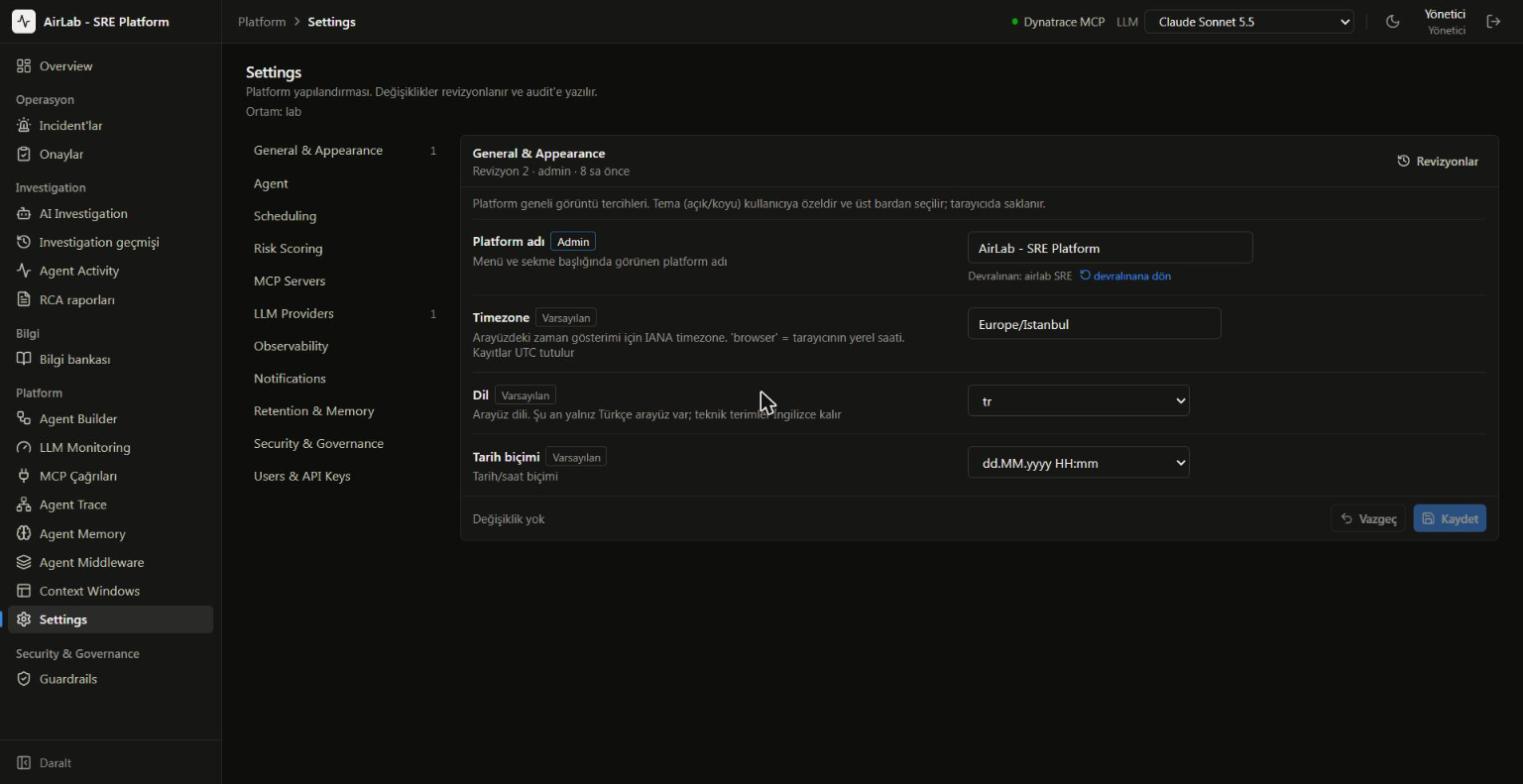 AirLab - SRE Platform
Overview
Operasyon
Incident'lar
Onaylar
Investigation
AI Investigation
Investigation geçmişi
Agent Activity
RCA raporları
Bilgi
Bilgi bankası
Platform
Agent Builder
LLM Monitoring
MCP Çağrıları
Agent Trace
Agent Memory
Agent Middleware
Context Windows
Settings
Security & Governance
Guardrails
Daralt
Platform > Settings
Dynatrace MCP LLM Claude Sonnet 5.5
Yönetici
Yönetici
Settings
Platform yapılandırması. Değişiklikler revizyonlanır ve audit'e yazılır.
Ortam: lab
General & Appearance 1
Agent
Scheduling
Risk Scoring
MCP Servers
LLM Providers 1
Observability
Notifications
Retention & Memory
Security & Governance
Users & API Keys
General & Appearance
Revizyon 2 · admin · 8 sa önce
Revizyonlar
Platform geneli görüntü tercihleri. Tema (açık/koyu) kullanıcıya özeldir ve üst bardan seçilir; tarayıcıda saklanır.
Platform adı Admin
Menü ve sekme başlığında görünen platform adı
AirLab - SRE Platform
Devralınan: airlab SRE devralınana dön
Timezone Varsayılan
Arayüzdeki zaman gösterimi için IANA timezone. 'browser' = tarayıcının yerel saati.
Kayıtlar UTC tutulur
Europe/Istanbul
Dil Varsayılan
Arayüz dili. Şu an yalnız Türkçe arayüz var; teknik terimler İngilizce kalır
tr
Tarih biçimi Varsayılan
Tarih/saat biçimi
dd.MM.yyyy HH:mm
Değişiklik yok
Vazgeç
Kaydet